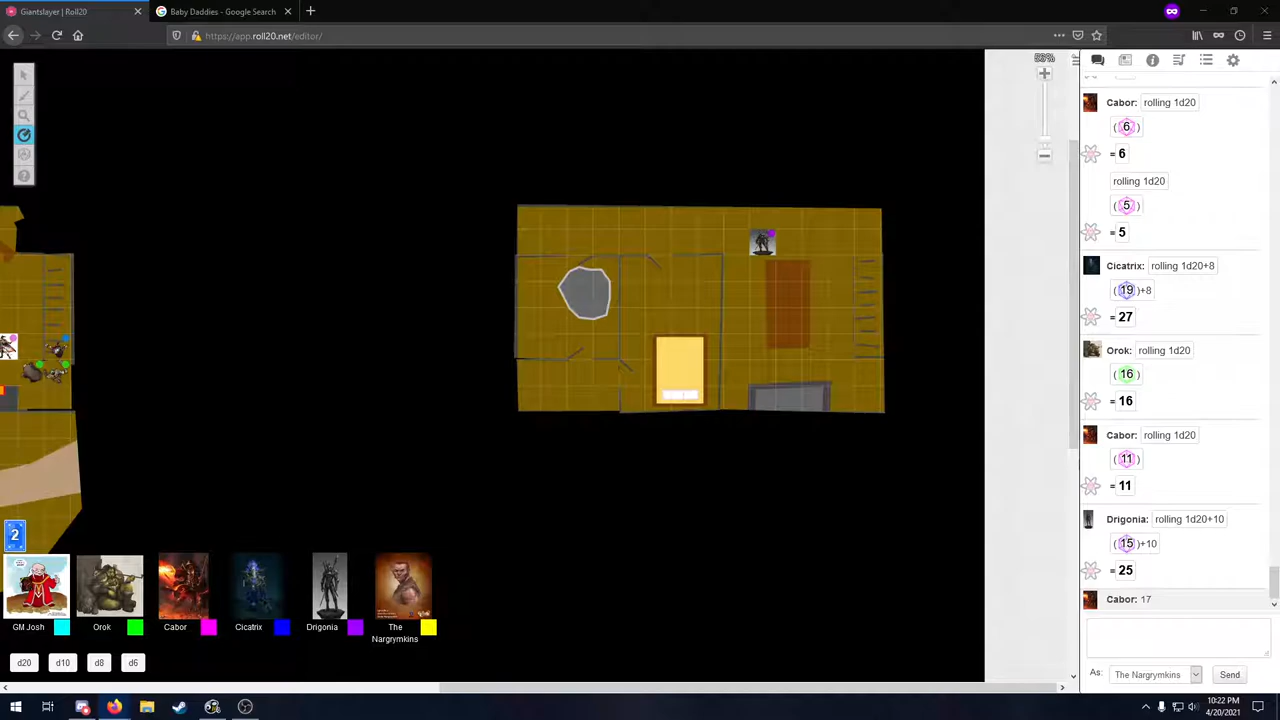 Giantslayer | Roll20
Baby Daddies - Google Search
https://app.roll20.net/editor/
Cabor: rolling 1d20
(6)
= 6
rolling 1d20
(5)
= 5
Cicatrix: rolling 1d20+8
(19)+8
= 27
Orok: rolling 1d20
(16)
= 16
Cabor: rolling 1d20
(11)
= 11
Drigonia: rolling 1d20+10
(15)+10
= 25
Cabor: 17
2
GM Josh
Orok
Cabor
Cicatrix
Drigonia
The
Nargrymkins
d20
d10
d8
d6
As: The Nargrymkins
Send
10:22 PM
4/20/2021